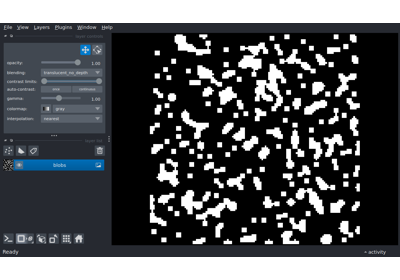 File View Layers Plugins Window Help
opacity: 1.00
blending: translucent_no_depth
contrast limits:
auto-contrast: once continuous
gamma: 1.00
colormap: gray
interpolation: nearest
blobs
Ready activity